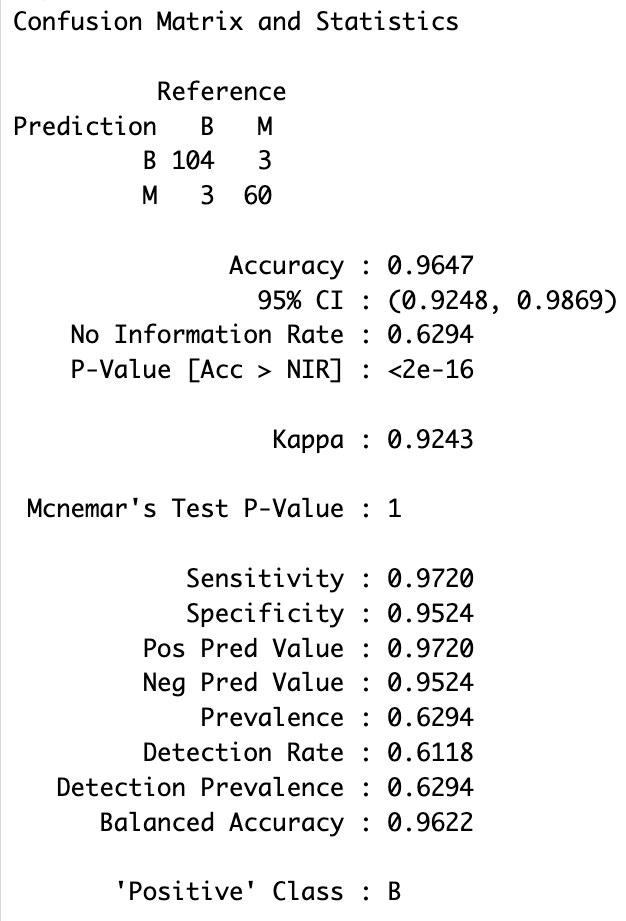 Confusion Matrix and Statistics
Reference
Prediction B M
B 104 3
M 3 60
Accuracy : 0.9647
95% CI : (0.9248, 0.9869)
No Information Rate : 0.6294
P-Value [Acc > NIR] : <2e-16
Kappa : 0.9243
Mcnemar's Test P-Value : 1
Sensitivity : 0.9720
Specificity : 0.9524
Pos Pred Value : 0.9720
Neg Pred Value : 0.9524
Prevalence : 0.6294
Detection Rate : 0.6118
Detection Prevalence : 0.6294
Balanced Accuracy : 0.9622
'Positive' Class : B